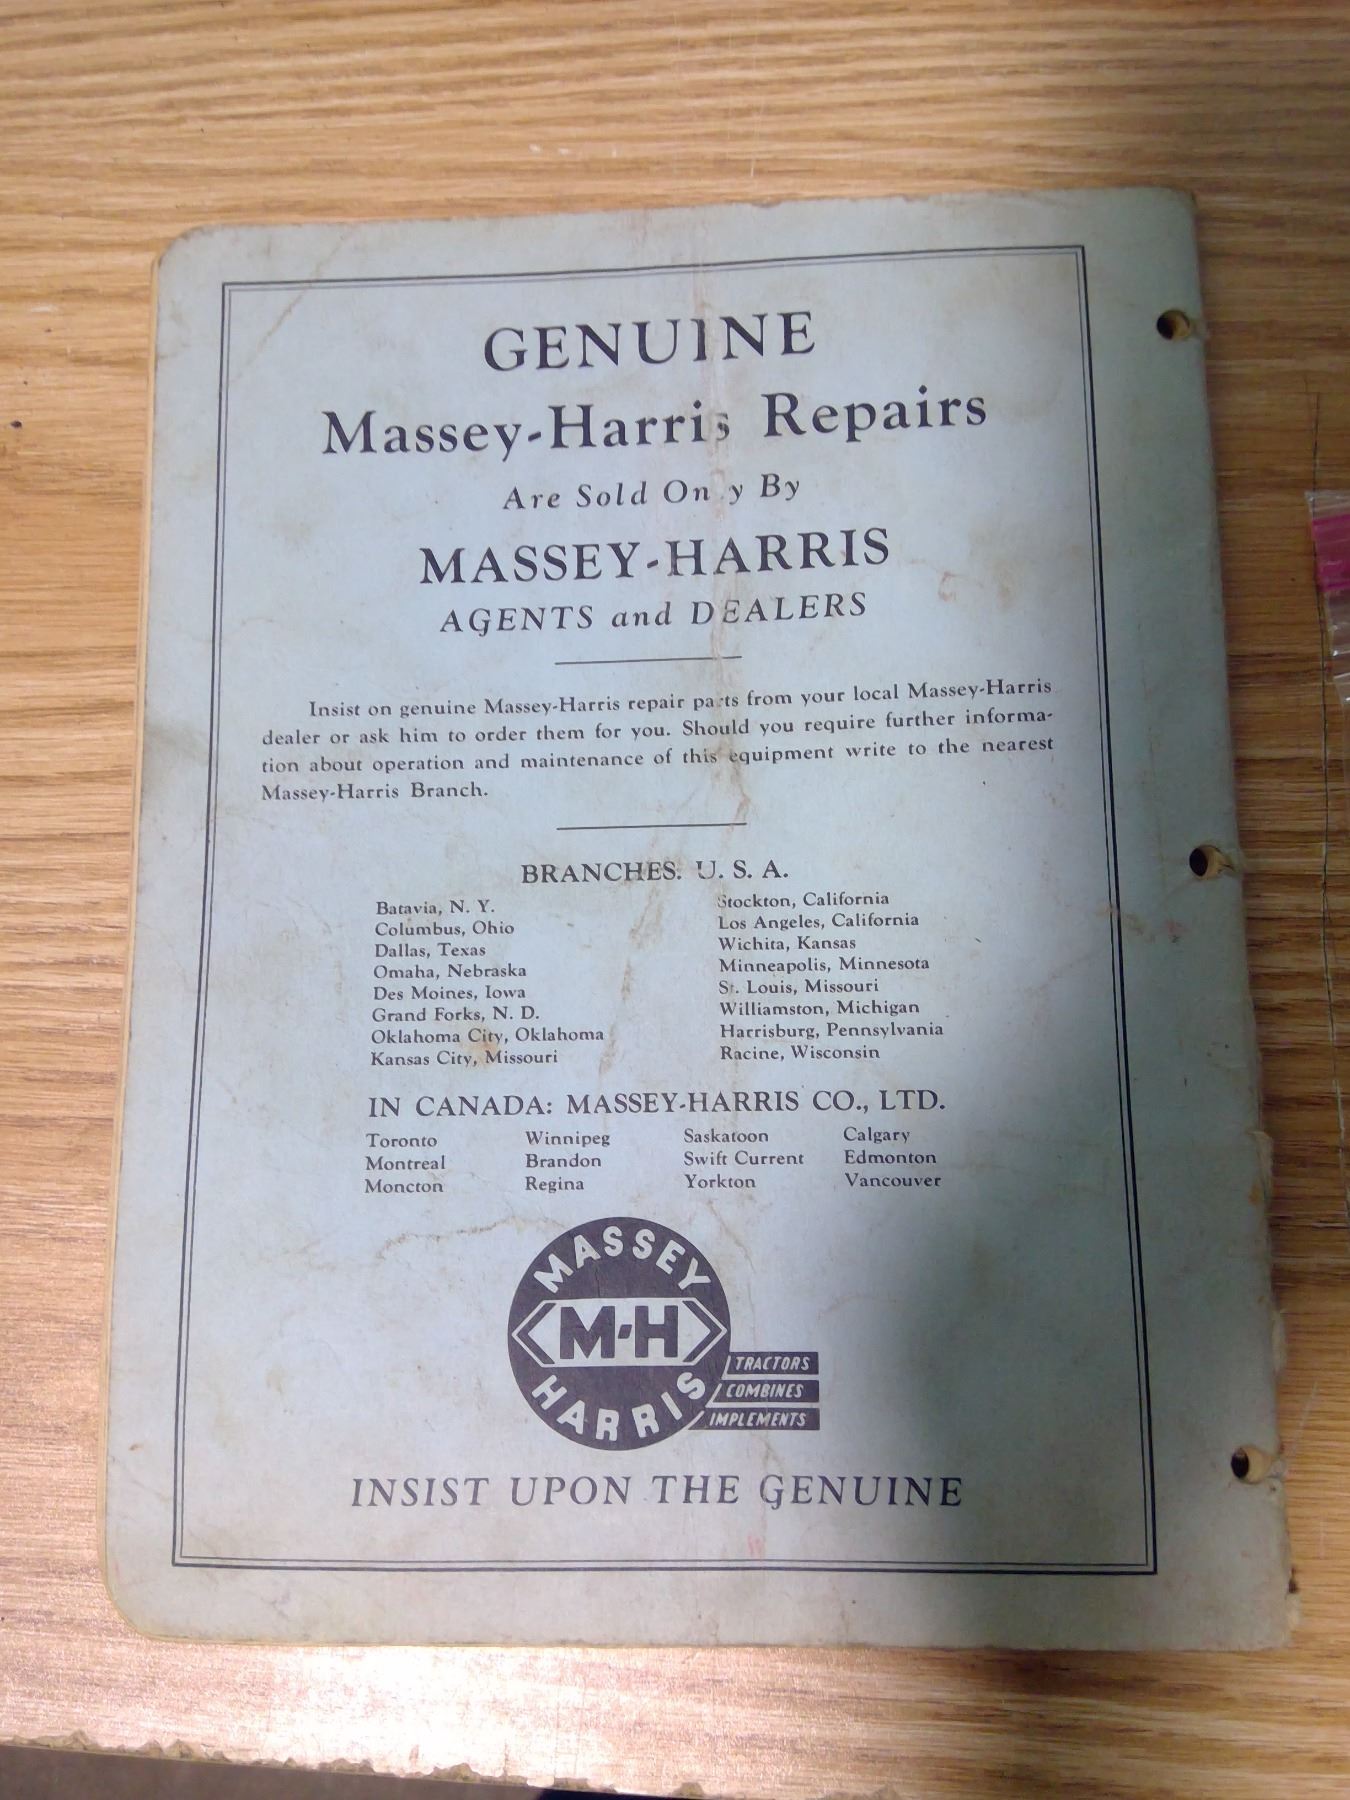 GENUINE
Massey-Harris Repairs
Are Sold On y By
MASSEY-HARRIS
AGENTS and DEALERS
Insist on genuine Massey-Harris repair parts from your local Massey-Harris
dealer or ask him to order them for you. Should you require further informa-
tion about operation and maintenance of this equipment write to the nearest
Massey-Harris Branch.
BRANCHES. U. S. A.
Batavia, N. Y.
Columbus, Ohio
Dallas, Texas
Omaha, Nebraska
Des Moines, Iowa
Grand Forks, N. D.
Oklahoma City, Oklahoma
Kansas City, Missouri
Stockton, California
Los Angeles, California
Wichita, Kansas
Minneapolis, Minnesota
St. Louis, Missouri
Williamston, Michigan
Harrisburg, Pennsylvania
Racine, Wisconsin
IN CANADA: MASSEY-HARRIS CO., LTD.
Toronto Winnipeg Saskatoon Calgary
Montreal Brandon Swift Current Edmonton
Moncton Regina Yorkton Vancouver
MASSEY
M-H
HARRIS
TRACTORS
COMBINES
IMPLEMENTS
INSIST UPON THE GENUINE